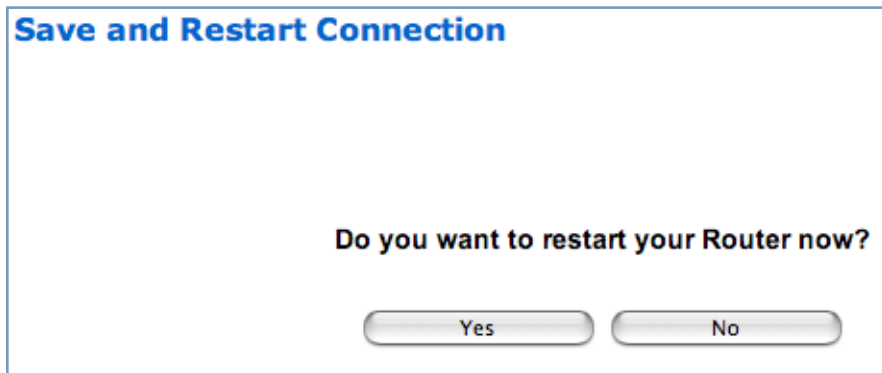 Save and Restart Connection
Do you want to restart your Router now?
Yes No